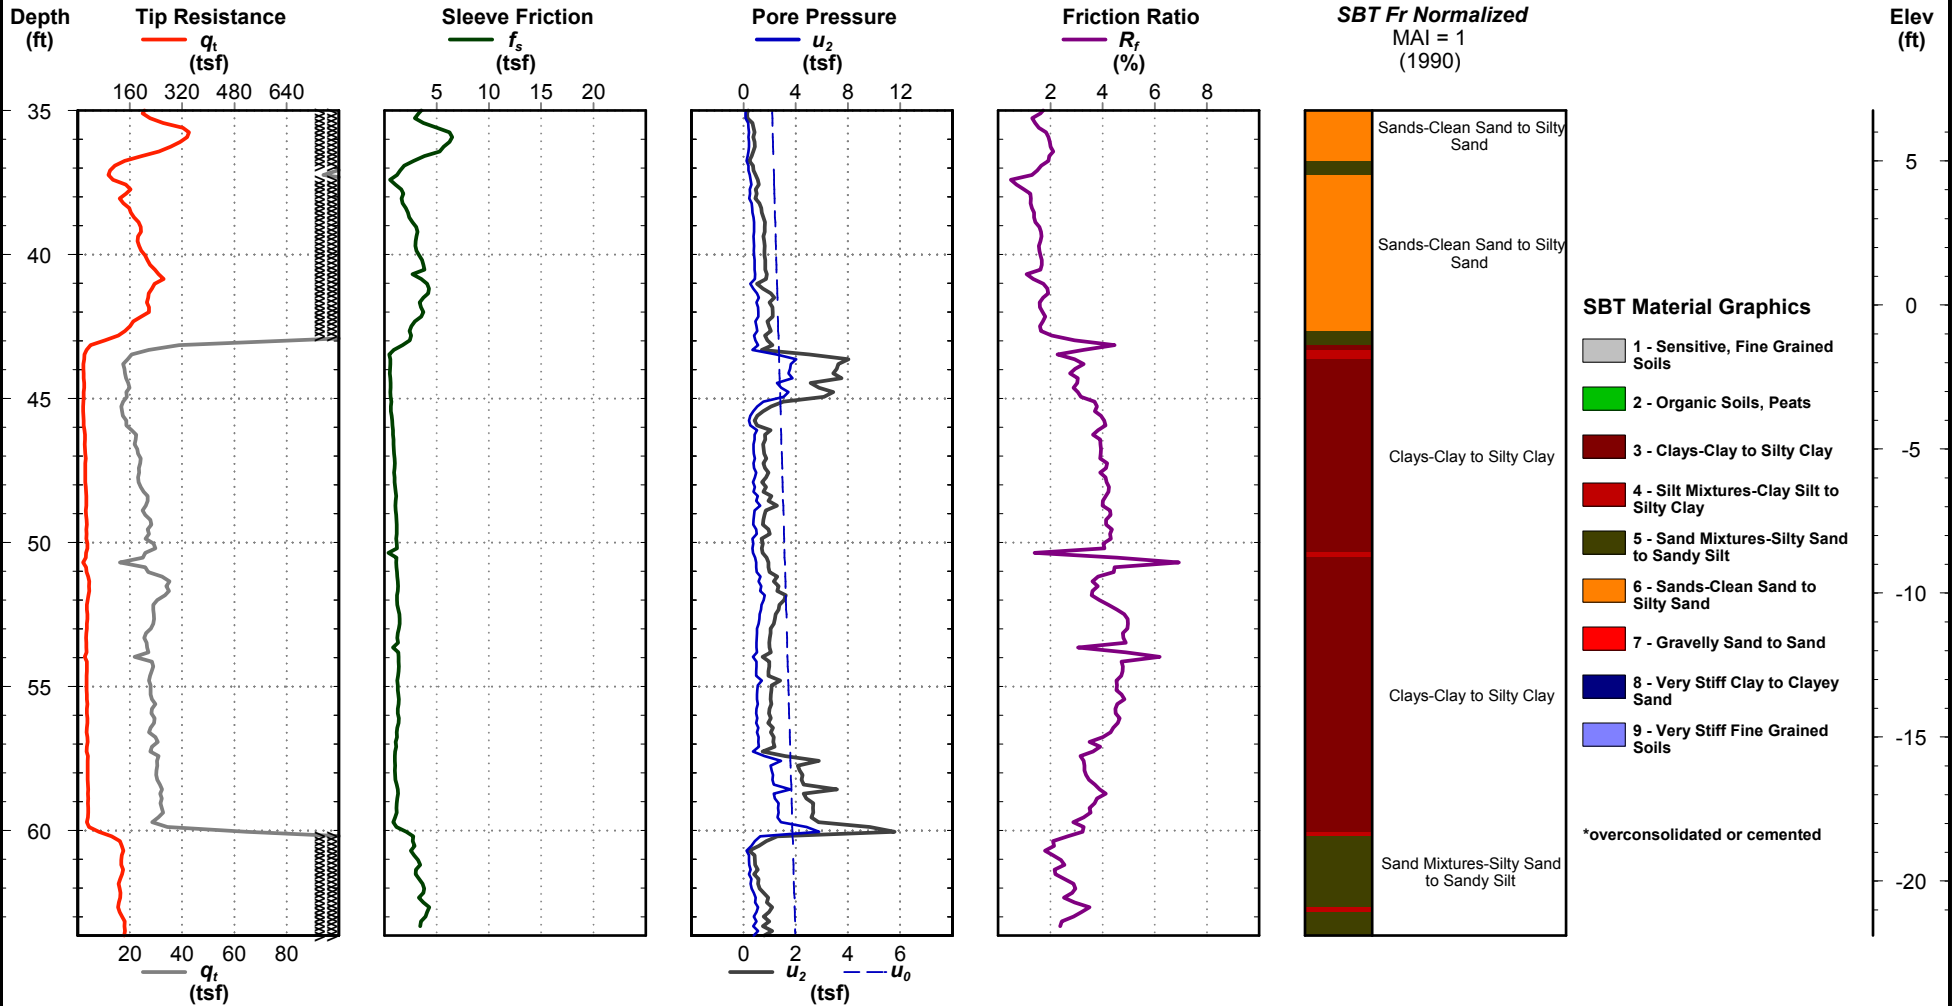 Depth
(ft)
Tip Resistance
qt
(tsf)
160 320 480 640
Sleeve Friction
fs
(tsf)
5 10 15 20
Pore Pressure
u2
(tsf)
0 4 8 12
Friction Ratio
Rf
(%)
2 4 6 8
SBT Fr Normalized
MAI = 1
(1990)
Elev
(ft)
35
40
45
50
55
60
Sands-Clean Sand to Silty
Sand
Sands-Clean Sand to Silty
Sand
Clays-Clay to Silty Clay
Clays-Clay to Silty Clay
Sand Mixtures-Silty Sand
to Sandy Silt
SBT Material Graphics
1 - Sensitive, Fine Grained
Soils
2 - Organic Soils, Peats
3 - Clays-Clay to Silty Clay
4 - Silt Mixtures-Clay Silt to
Silty Clay
5 - Sand Mixtures-Silty Sand
to Sandy Silt
6 - Sands-Clean Sand to
Silty Sand
7 - Gravelly Sand to Sand
8 - Very Stiff Clay to Clayey
Sand
9 - Very Stiff Fine Grained
Soils
*overconsolidated or cemented
5
0
-5
-10
-15
-20
20 40 60 80
qt
(tsf)
0 2 4 6
u2 u0
(tsf)